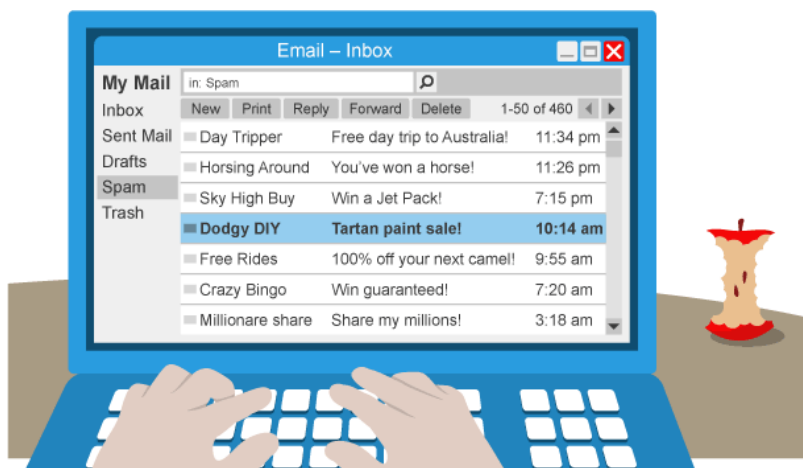 Email – Inbox
My Mail
in: Spam
Inbox
New Print Reply Forward Delete 1-50 of 460
Sent Mail
Day Tripper Free day trip to Australia! 11:34 pm
Drafts
Horsing Around You've won a horse! 11:26 pm
Spam
Sky High Buy Win a Jet Pack! 7:15 pm
Trash
Dodgy DIY Tartan paint sale! 10:14 am
Free Rides 100% off your next camel! 9:55 am
Crazy Bingo Win guaranteed! 7:20 am
Millionare share Share my millions! 3:18 am